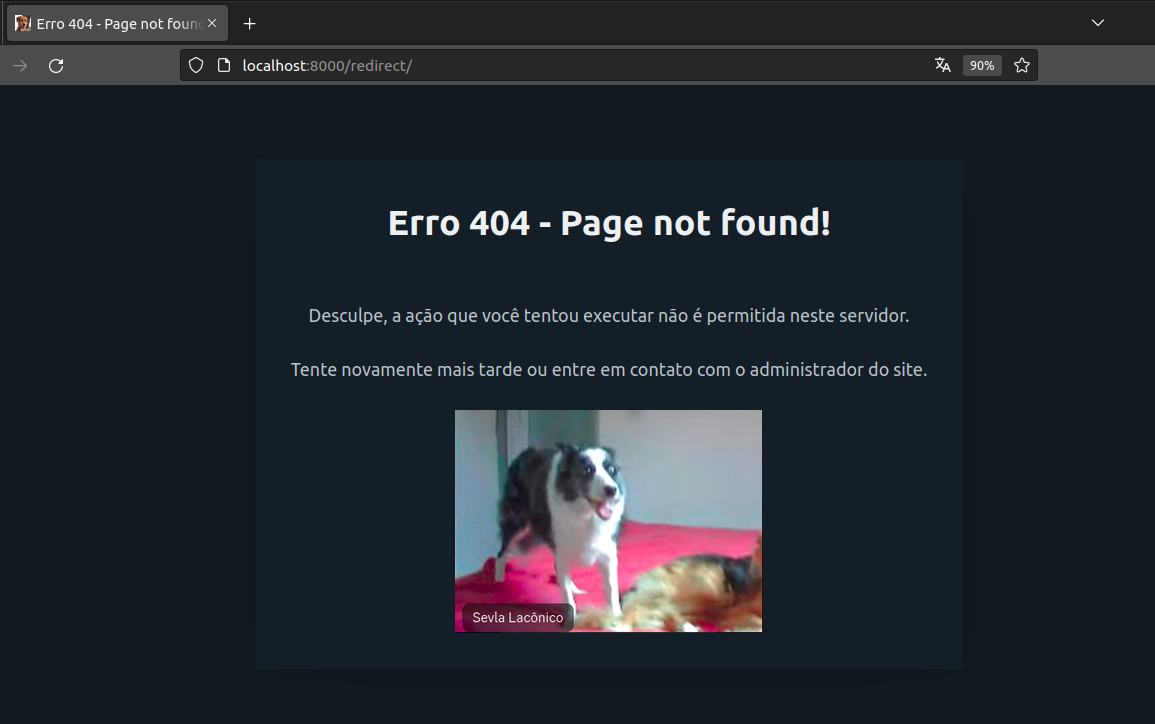 Erro 404 - Page not foun
localhost:8000/redirect/
90%
Erro 404 - Page not found!
Desculpe, a ação que você tentou executar não é permitida neste servidor.
Tente novamente mais tarde ou entre em contato com o administrador do site.
Sevla Lacônico